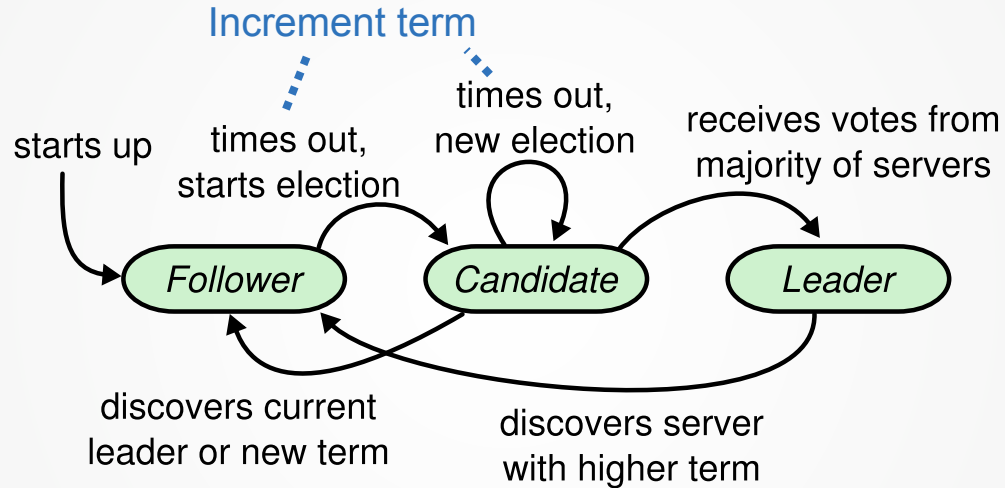 Increment term
starts up
times out,
starts election
times out,
new election
receives votes from
majority of servers
Follower
Candidate
Leader
discovers current
leader or new term
discovers server
with higher term